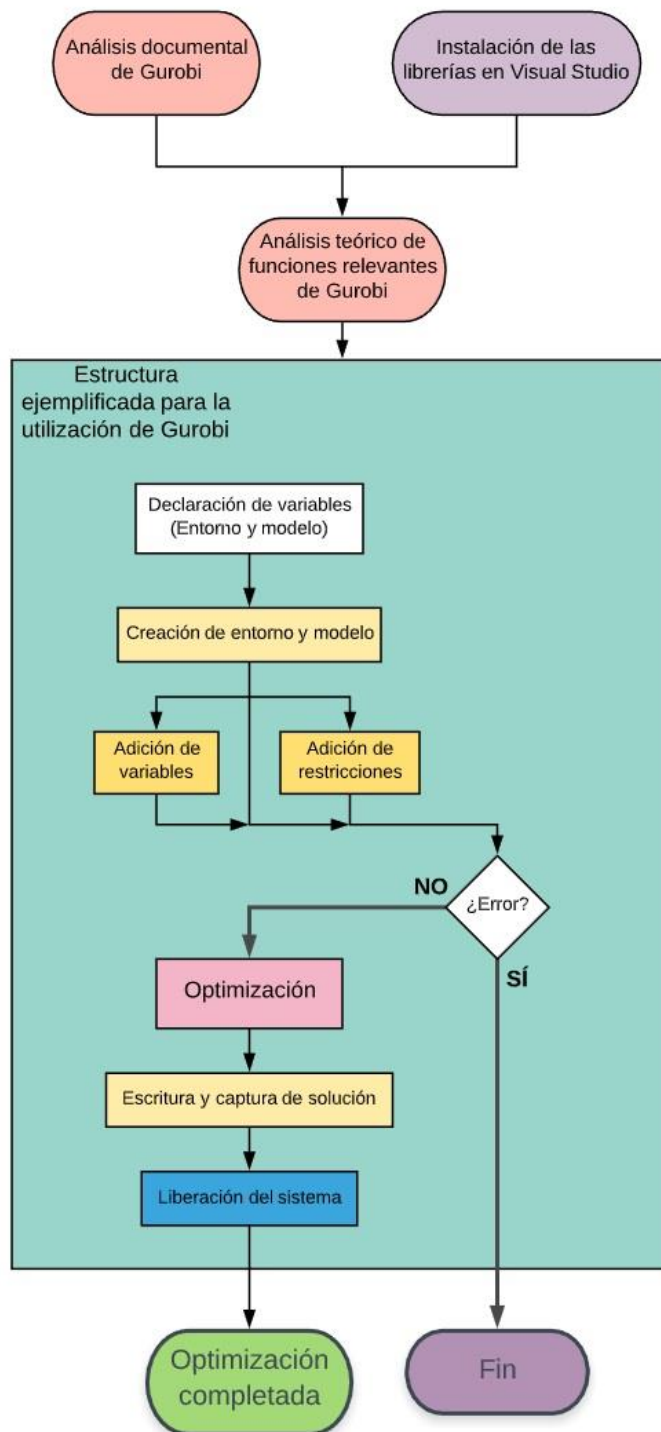 Análisis documental
de Gurobi
Instalación de las
librerías en Visual Studio
Análisis teórico de
funciones relevantes
de Gurobi
Estructura
ejemplificada para la
utilización de Gurobi
Declaración de variables
(Entorno y modelo)
Creación de entorno y modelo
Adición de
variables
Adición de
restricciones
¿Error?
NO
SÍ
Optimización
Escritura y captura de solución
Liberación del sistema
Optimización
completada
Fin